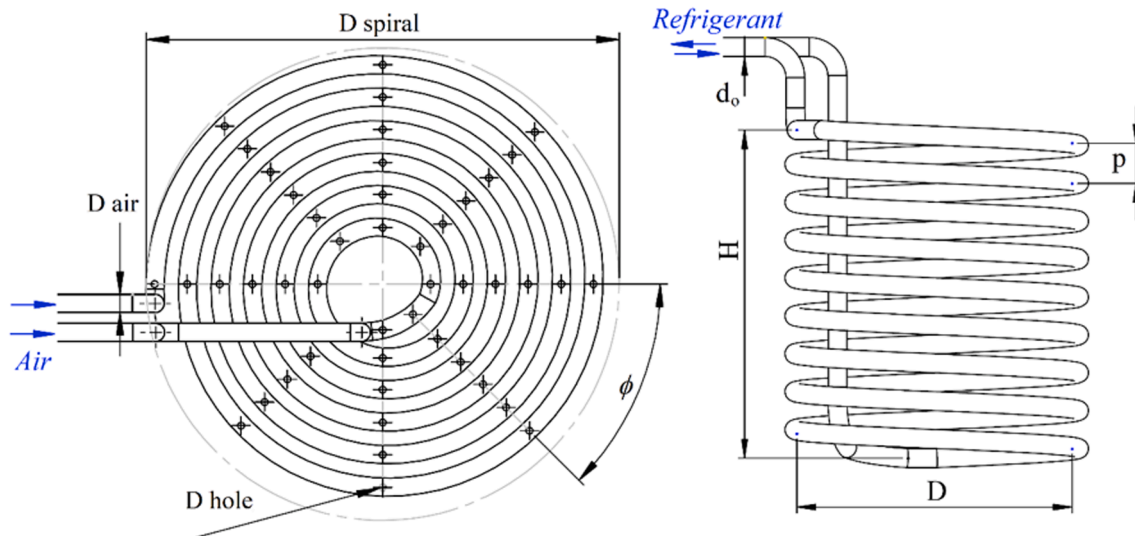 D spiral
Refrigerant
dₒ
D air
p
H
Air
ϕ
D hole
D